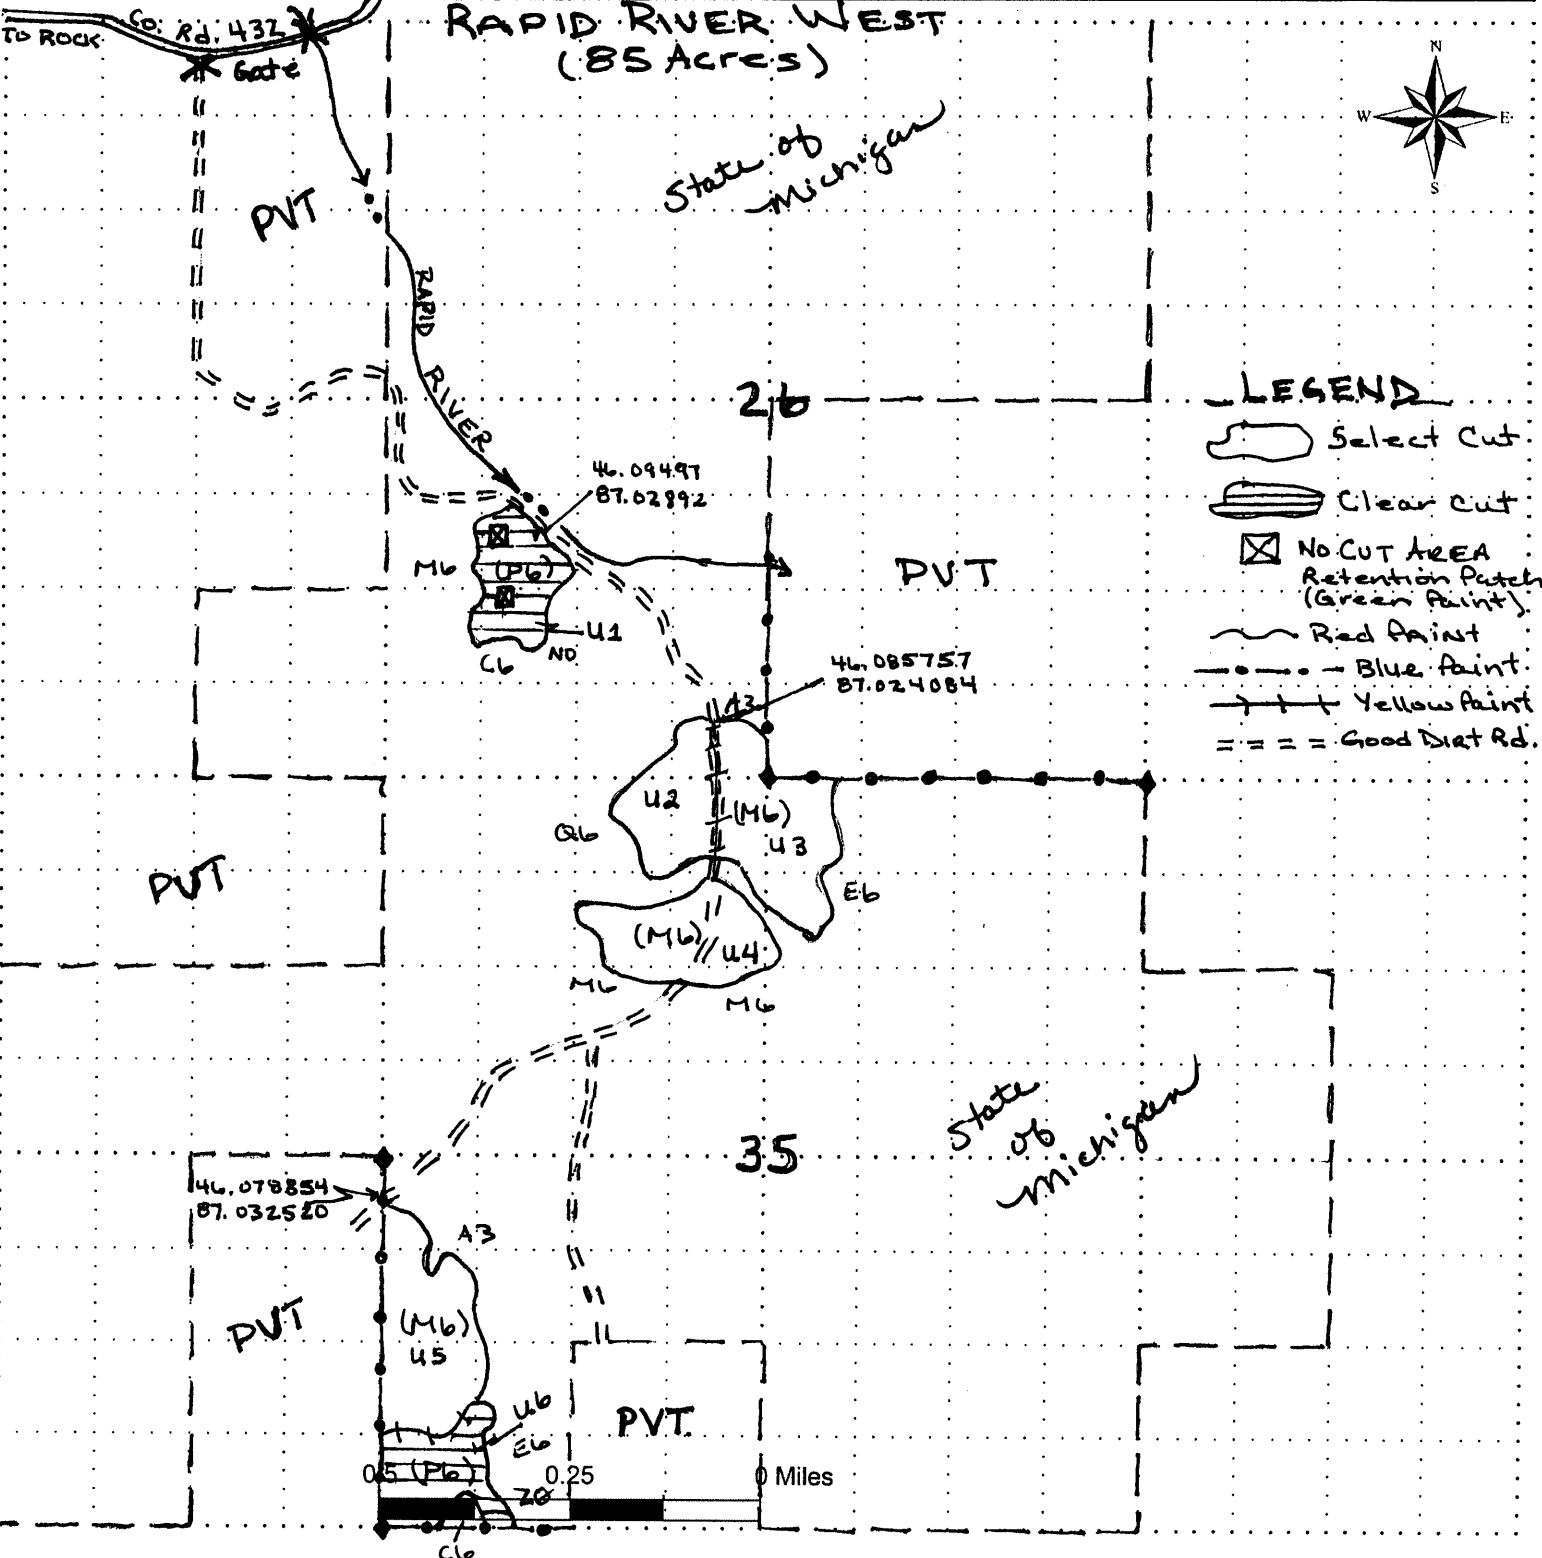 RAPID RIVER WEST
(85 Acres)
Co. Rd. 432
TO ROCK
Gate
N
W
E
S
State of
Michigan
PVT
RAPID
RIVER
26
LEGEND
Select Cut
Clear Cut
No Cut AREA
Retention Patch
(Green Paint)
Red Paint
Blue Paint
Yellow Paint
Good Dirt Rd.
46.09497
87.02892
M6
(P6)
U1
C6
NO
PVT
46.085757
87.024084
A3
U2
(M6)
U3
Q6
E6
PVT
(M6)
U4
M6
M6
State
of
Michigan
35
46.078854
87.032520
A3
PVT
(M6)
U5
U6
E6
PVT
(P6)
0.5
0.25
0 Miles
ZO
C6